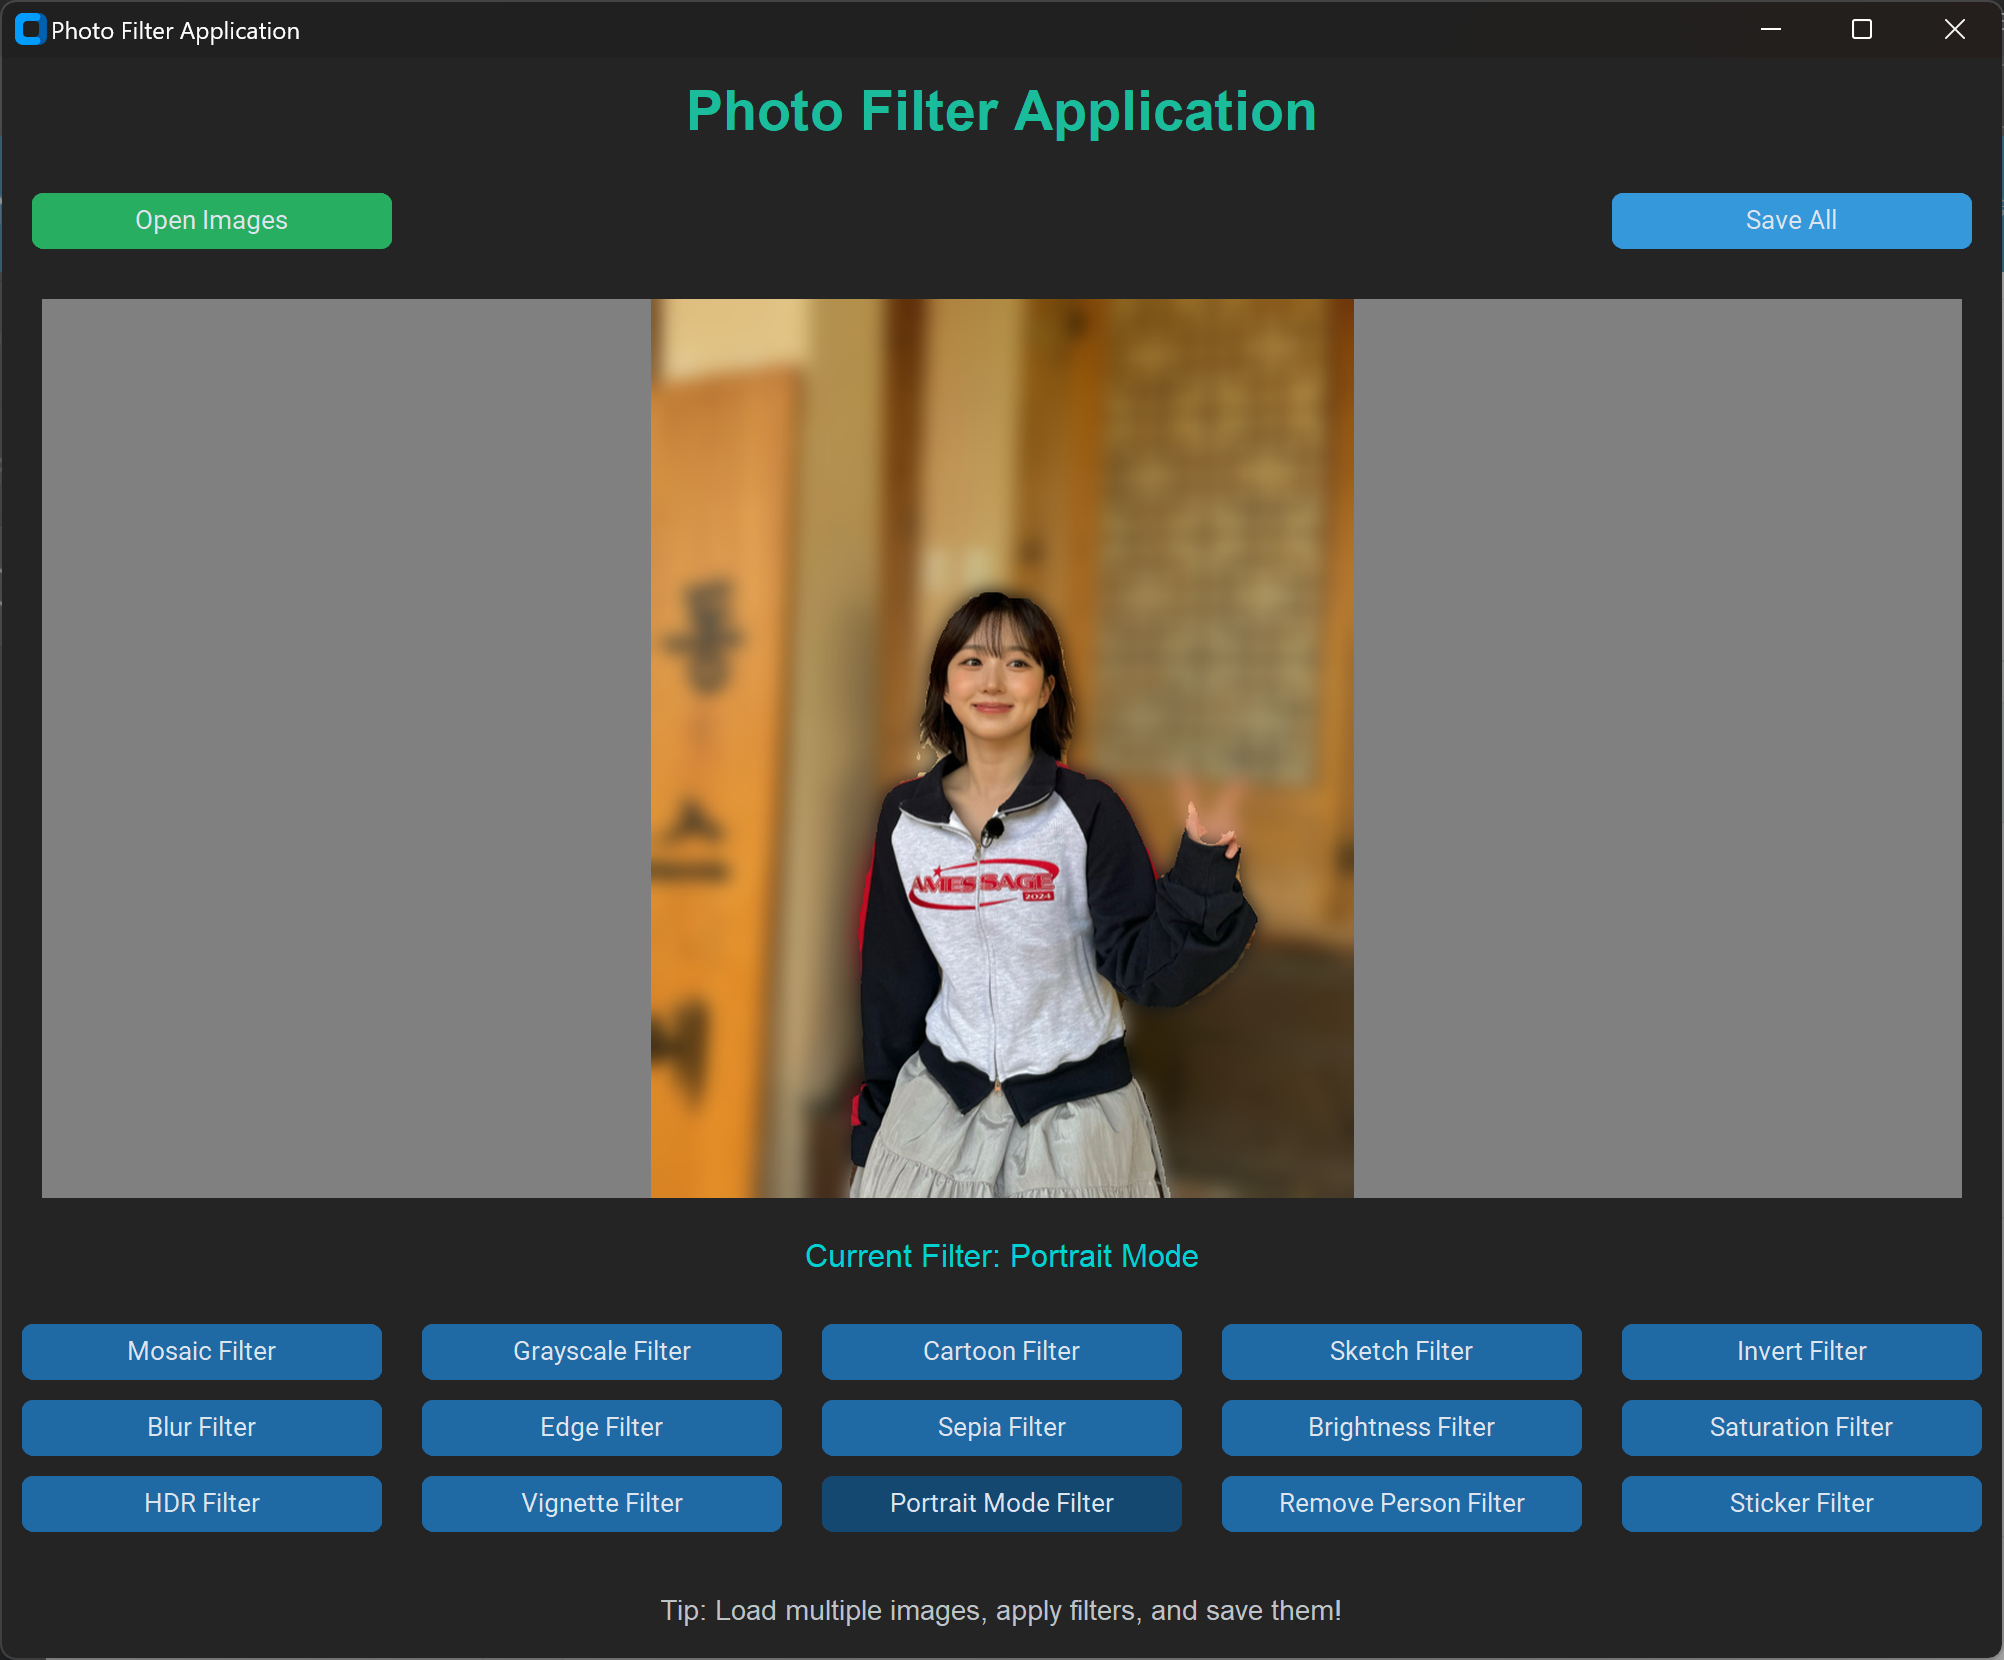 Photo Filter Application
Photo Filter Application
Open Images
Save All
AMESSAGE
2024
Current Filter: Portrait Mode
Mosaic Filter
Grayscale Filter
Cartoon Filter
Sketch Filter
Invert Filter
Blur Filter
Edge Filter
Sepia Filter
Brightness Filter
Saturation Filter
HDR Filter
Vignette Filter
Portrait Mode Filter
Remove Person Filter
Sticker Filter
Tip: Load multiple images, apply filters, and save them!